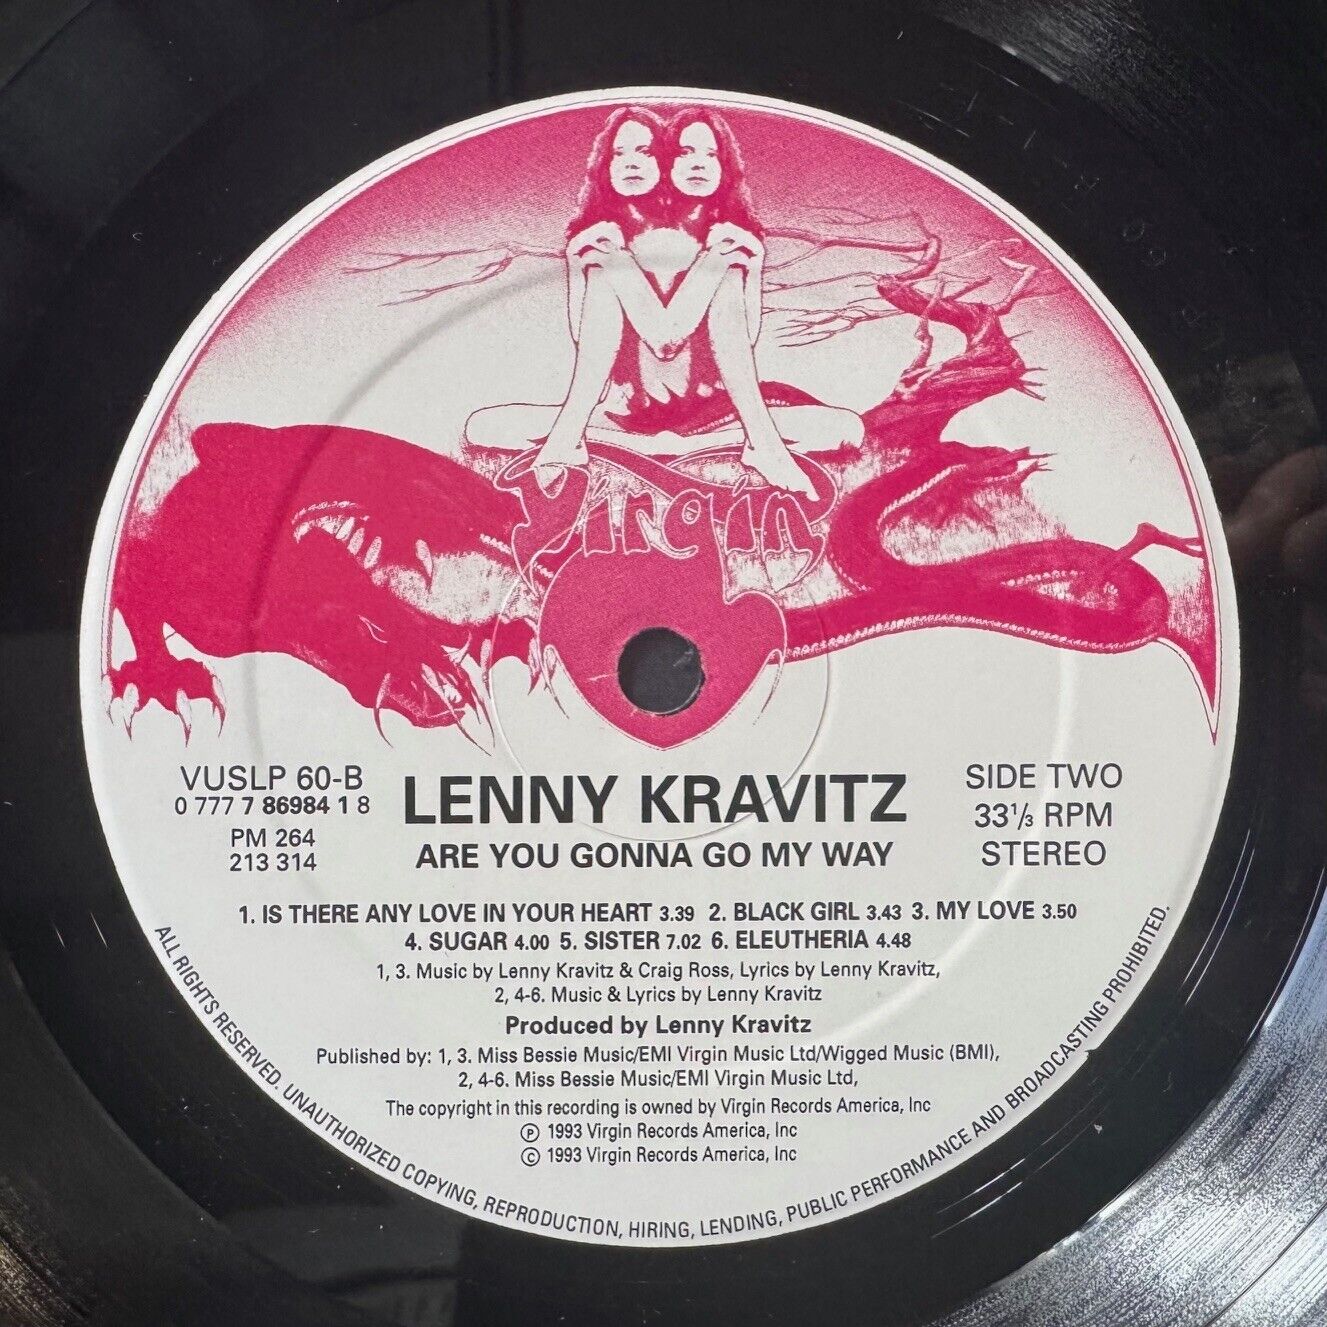 Virgin
VUSLP 60-B
0 777 7 86984 1 8
PM 264
213 314
LENNY KRAVITZ
ARE YOU GONNA GO MY WAY
SIDE TWO
33⅓ RPM
STEREO
1. IS THERE ANY LOVE IN YOUR HEART 3.39 2. BLACK GIRL 3.43 3. MY LOVE 3.50
4. SUGAR 4.00 5. SISTER 7.02 6. ELEUTHERIA 4.48
1, 3. Music by Lenny Kravitz & Craig Ross, Lyrics by Lenny Kravitz,
2, 4-6. Music & Lyrics by Lenny Kravitz
Produced by Lenny Kravitz
Published by: 1, 3. Miss Bessie Music/EMI Virgin Music Ltd/Wigged Music (BMI),
2, 4-6. Miss Bessie Music/EMI Virgin Music Ltd,
The copyright in this recording is owned by Virgin Records America, Inc
℗ 1993 Virgin Records America, Inc
© 1993 Virgin Records America, Inc
ALL RIGHTS RESERVED. UNAUTHORIZED COPYING, REPRODUCTION, HIRING, LENDING, PUBLIC PERFORMANCE AND BROADCASTING PROHIBITED.